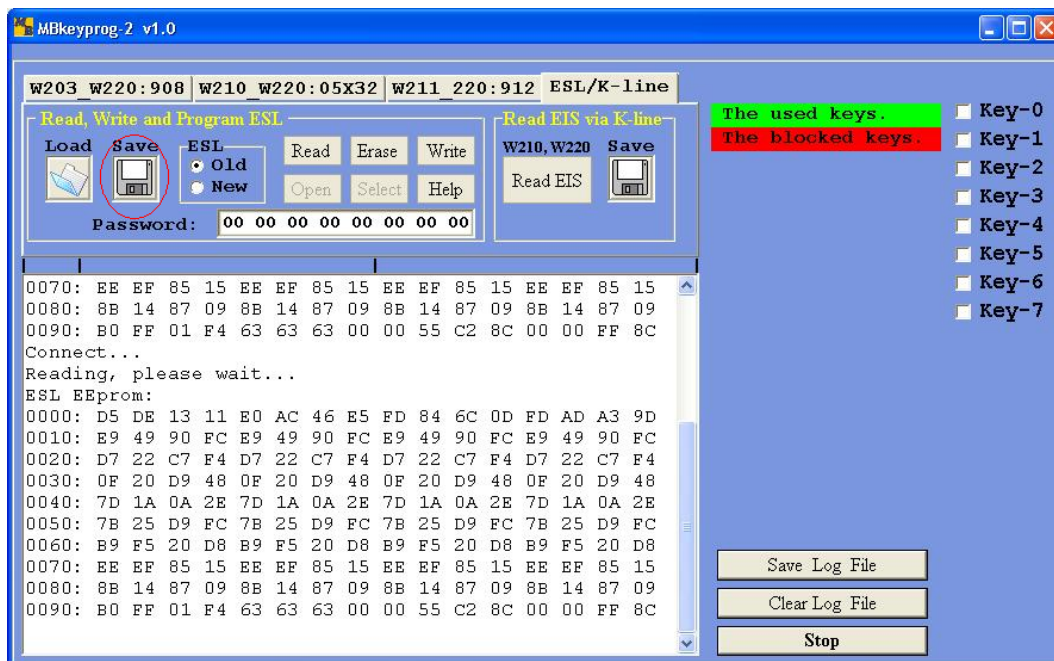 MBkeyprog-2 v1.0
W203_W220:908 W210_W220:05X32 W211_220:912 ESL/K-line
Read, Write and Program ESL
Load Save ESL
Old
New
Read Erase Write
Open Select Help
Password: 00 00 00 00 00 00 00 00
Read EIS via K-line
W210, W220 Save
Read EIS
The used keys.
The blocked keys.
Key-0
Key-1
Key-2
Key-3
Key-4
Key-5
Key-6
Key-7
0070: EE EF 85 15 EE EF 85 15 EE EF 85 15 EE EF 85 15
0080: 8B 14 87 09 8B 14 87 09 8B 14 87 09 8B 14 87 09
0090: B0 FF 01 F4 63 63 63 00 00 55 C2 8C 00 00 FF 8C
Connect...
Reading, please wait...
ESL EEprom:
0000: D5 DE 13 11 E0 AC 46 E5 FD 84 6C 0D FD AD A3 9D
0010: E9 49 90 FC E9 49 90 FC E9 49 90 FC E9 49 90 FC
0020: D7 22 C7 F4 D7 22 C7 F4 D7 22 C7 F4 D7 22 C7 F4
0030: 0F 20 D9 48 0F 20 D9 48 0F 20 D9 48 0F 20 D9 48
0040: 7D 1A 0A 2E 7D 1A 0A 2E 7D 1A 0A 2E 7D 1A 0A 2E
0050: 7B 25 D9 FC 7B 25 D9 FC 7B 25 D9 FC 7B 25 D9 FC
0060: B9 F5 20 D8 B9 F5 20 D8 B9 F5 20 D8 B9 F5 20 D8
0070: EE EF 85 15 EE EF 85 15 EE EF 85 15 EE EF 85 15
0080: 8B 14 87 09 8B 14 87 09 8B 14 87 09 8B 14 87 09
0090: B0 FF 01 F4 63 63 63 00 00 55 C2 8C 00 00 FF 8C
Save Log File
Clear Log File
Stop